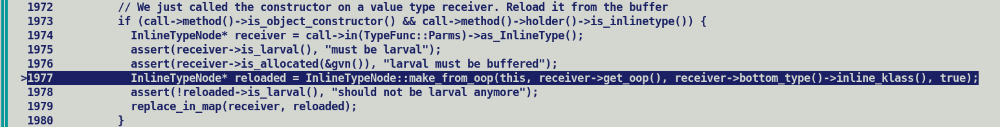 1972          // We just called the constructor on a value type receiver. Reload it from the buffer
1973          if (call->method()->is_object_constructor() && call->method()->holder()->is_inlinetype()) {
1974            InlineTypeNode* receiver = call->in(TypeFunc::Parms)->as_InlineType();
1975            assert(receiver->is_larval(), "must be larval");
1976            assert(receiver->is_allocated(&gvn()), "larval must be buffered");
>1977            InlineTypeNode* reloaded = InlineTypeNode::make_from_oop(this, receiver->get_oop(), receiver->bottom_type()->inline_klass(), true);
1978            assert(!reloaded->is_larval(), "should not be larval anymore");
1979            replace_in_map(receiver, reloaded);
1980          }